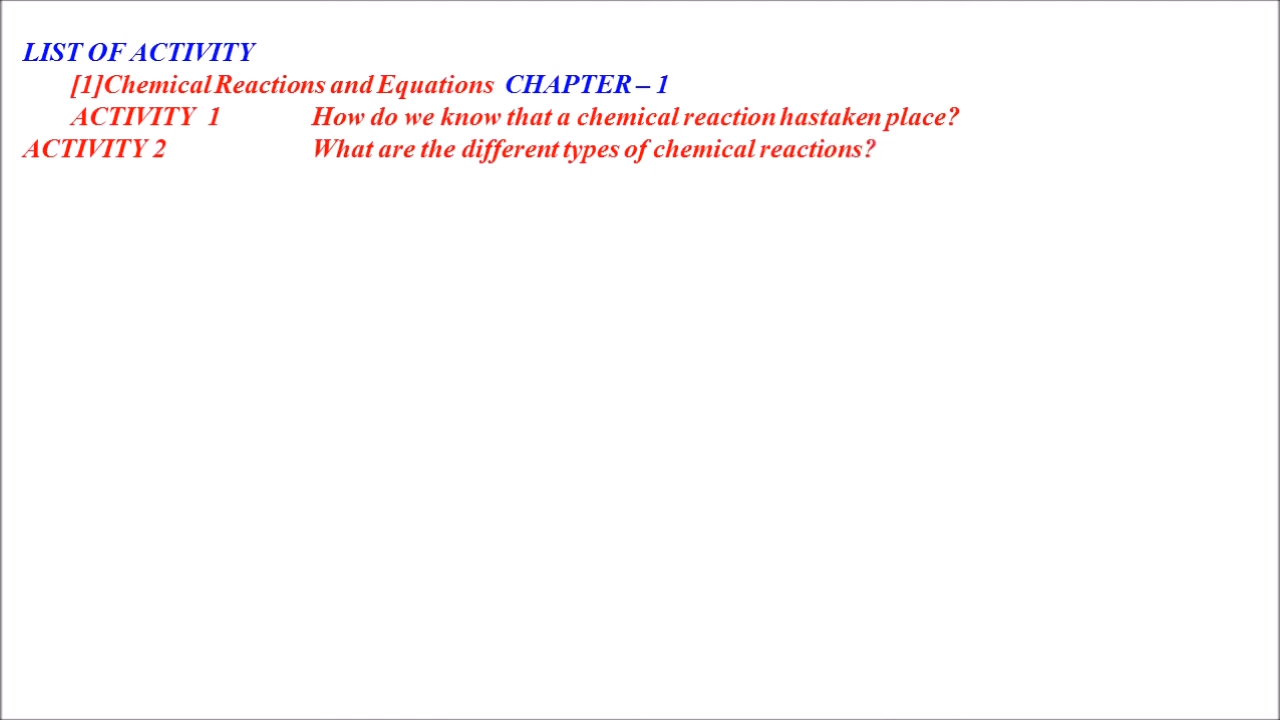 LIST OF ACTIVITY
[1]Chemical Reactions and Equations CHAPTER – 1
ACTIVITY 1 How do we know that a chemical reaction hastaken place?
ACTIVITY 2 What are the different types of chemical reactions?